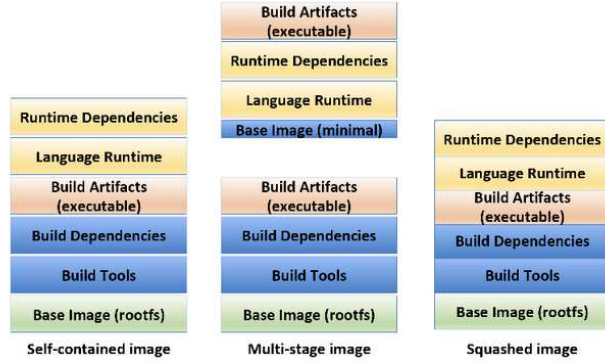 Runtime Dependencies
Language Runtime
Build Artifacts
(executable)
Build Dependencies
Build Tools
Base Image (rootfs)
Self-contained image
Build Artifacts
(executable)
Runtime Dependencies
Language Runtime
Base Image (minimal)
Build Artifacts
(executable)
Build Dependencies
Build Tools
Base Image (rootfs)
Multi-stage image
Runtime Dependencies
Language Runtime
Build Artifacts
(executable)
Build Dependencies
Build Tools
Base Image (rootfs)
Squashed image